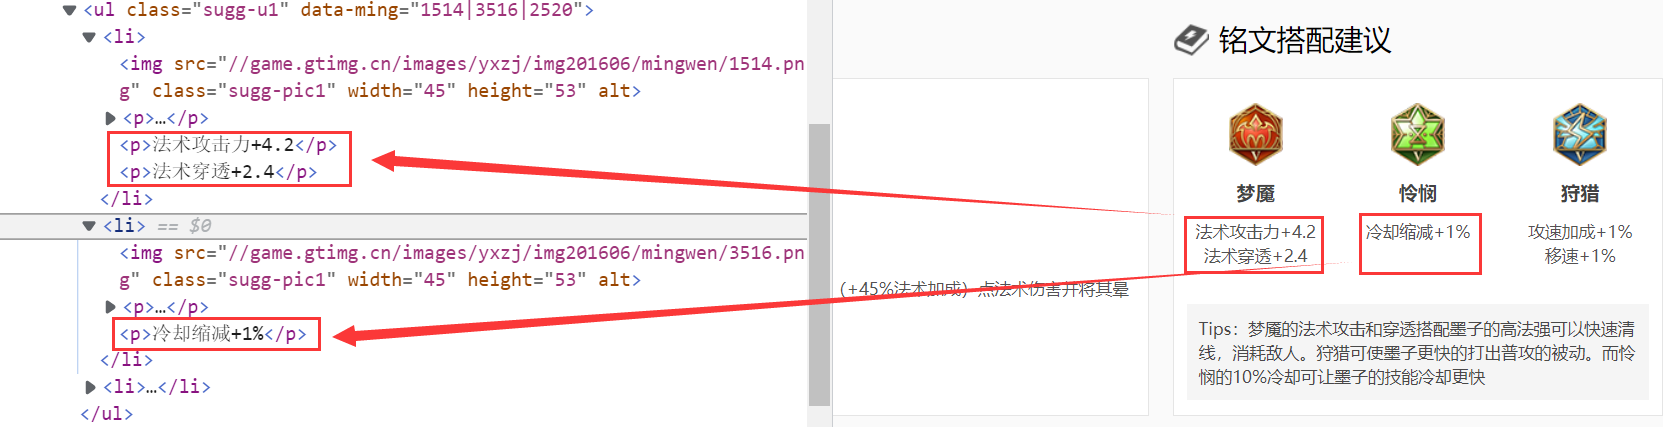 ▼<ul class="sugg-u1" data-ming="1514|3516|2520">
▼<li>
<img src="//game.gtimg.cn/images/yxzj/img201606/mingwen/1514.pn
g" class="sugg-pic1" width="45" height="53" alt>
▶<p>…</p>
<p>法术攻击力+4.2</p>
<p>法术穿透+2.4</p>
</li>
▼<li> == $0
<img src="//game.gtimg.cn/images/yxzj/img201606/mingwen/3516.pn
g" class="sugg-pic1" width="45" height="53" alt>
▶<p>…</p>
<p>冷却缩减+1%</p>
</li>
▶<li>…</li>
</ul>
（+45%法术加成）点法术伤害并将其晕
铭文搭配建议
梦魇 怜悯 狩猎
法术攻击力+4.2 冷却缩减+1% 攻速加成+1%
法术穿透+2.4 移速+1%
Tips：梦魇的法术攻击和穿透搭配墨子的高法强可以快速清
线，消耗敌人。狩猎可使墨子更快的打出普攻的被动。而怜
悯的10%冷却可让墨子的技能冷却更快